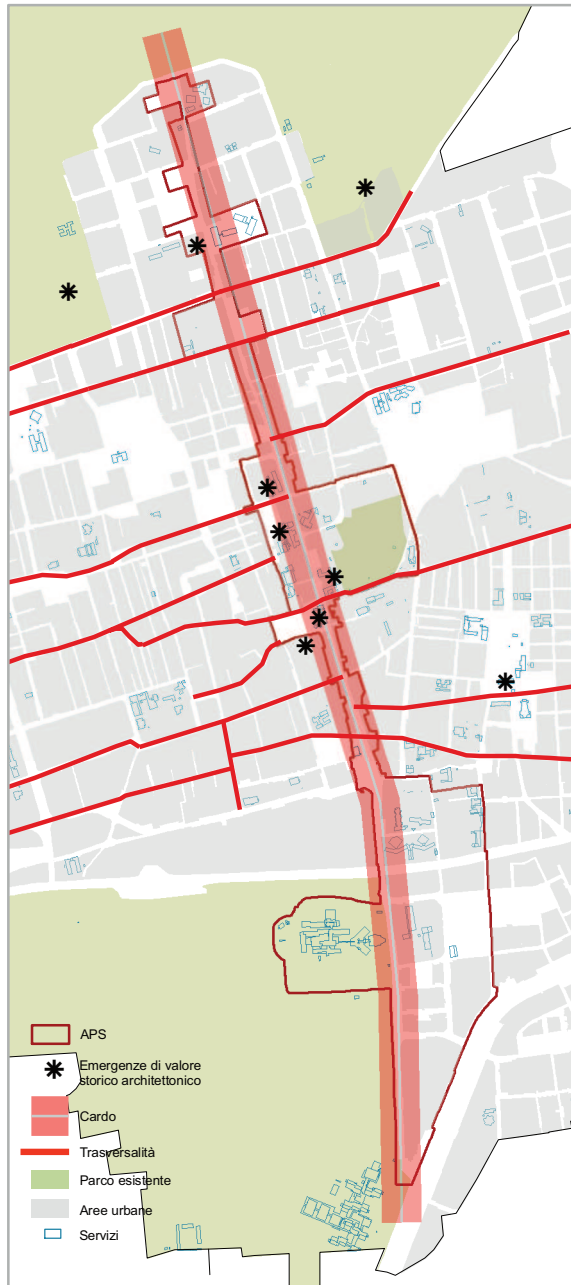 APS
Emergenze di valore
storico architettonico
Cardo
Trasversalità
Parco esistente
Aree urbane
Servizi